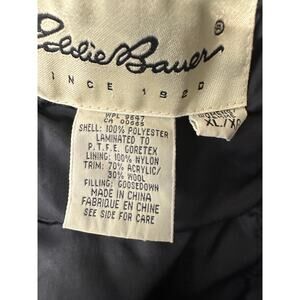 Eddie Bauer
®
SINCE 1920
XL/XG
WPL 9647
CA 00665
SHELL: 100% POLYESTER
LAMINATED TO
P.T.F.E. GORETEX
LINING: 100% NYLON
TRIM: 70% ACRYLIC/
30% WOOL
FILLING: GOOSEDOWN
MADE IN CHINA
FABRIQUE EN CHINE
SEE SIDE FOR CARE